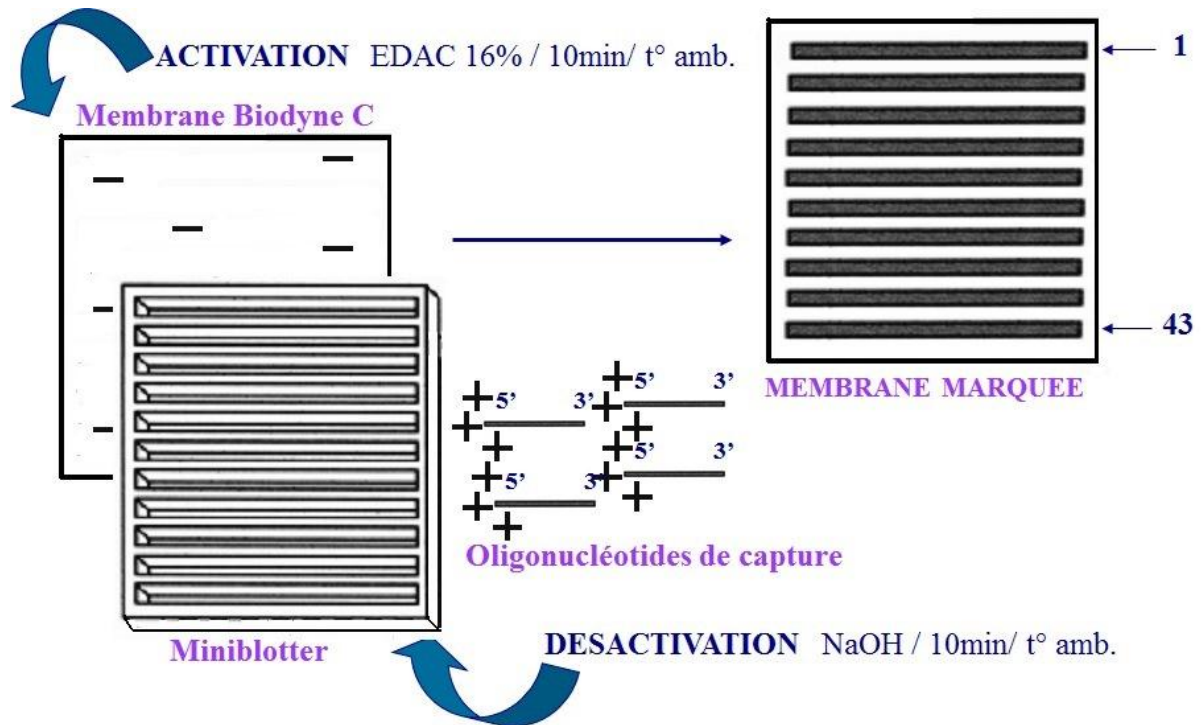 ACTIVATION EDAC 16% / 10min/ t° amb.
Membrane Biodyne C
1
43
MEMBRANE MARQUEE
5’ 3’
5’ 3’
5’ 3’
5’ 3’
Oligonucléotides de capture
Miniblotter
DESACTIVATION NaOH / 10min/ t° amb.